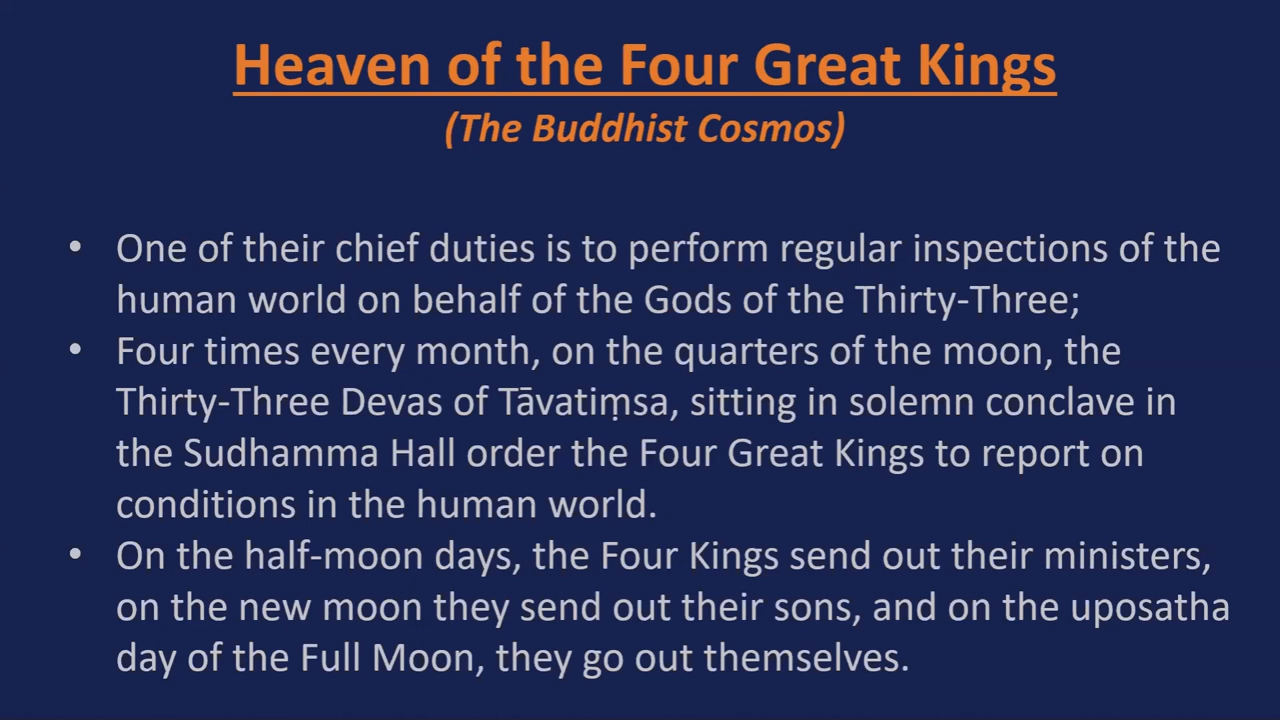 Heaven of the Four Great Kings
(The Buddhist Cosmos)
• One of their chief duties is to perform regular inspections of the
human world on behalf of the Gods of the Thirty-Three;
• Four times every month, on the quarters of the moon, the
Thirty-Three Devas of Tāvatiṃsa, sitting in solemn conclave in
the Sudhamma Hall order the Four Great Kings to report on
conditions in the human world.
• On the half-moon days, the Four Kings send out their ministers,
on the new moon they send out their sons, and on the uposatha
day of the Full Moon, they go out themselves.